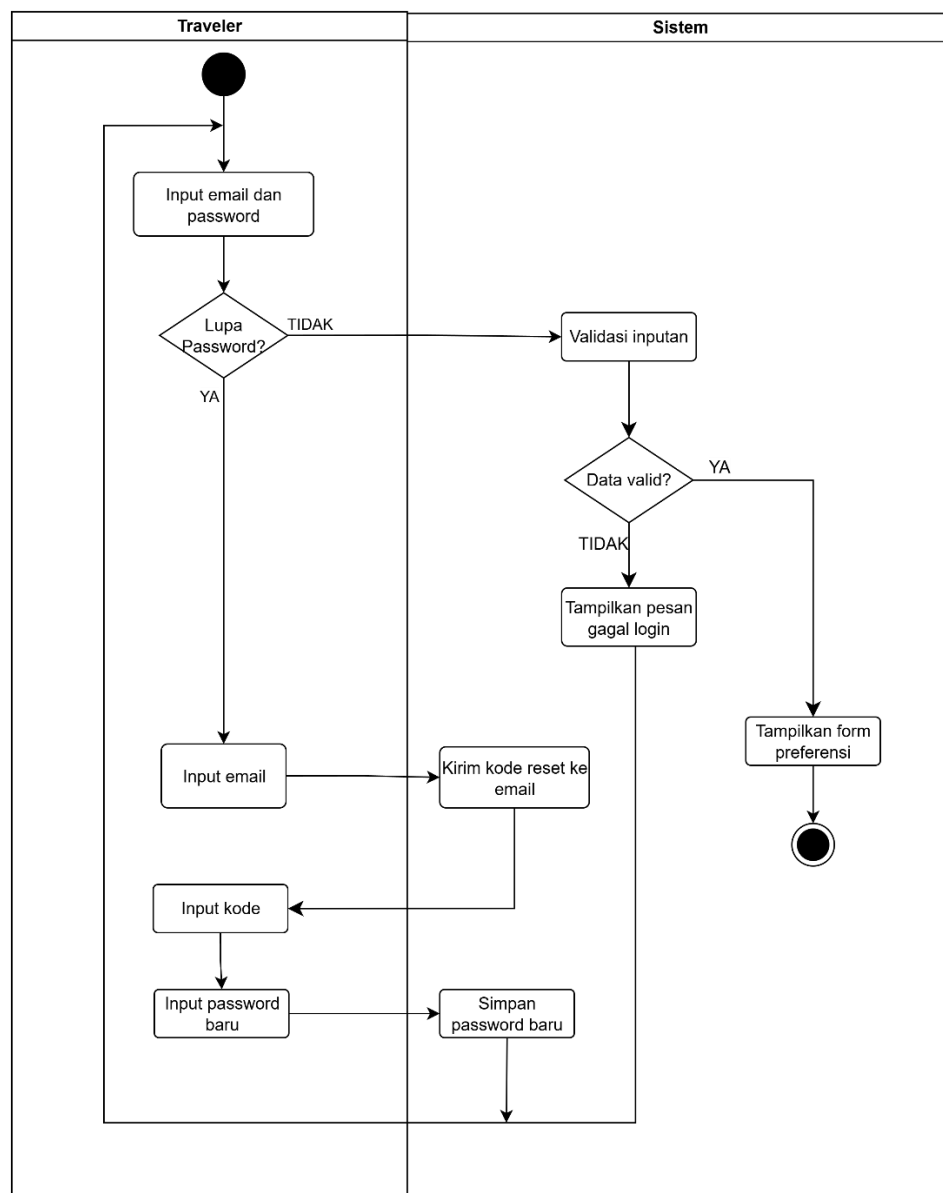 Traveler
Sistem
Input email dan
password
Lupa
Password?
TIDAK
Validasi inputan
YA
Data valid?
YA
TIDAK
Tampilkan pesan
gagal login
Tampilkan form
preferensi
Input email
Kirim kode reset ke
email
Input kode
Input password
baru
Simpan
password baru